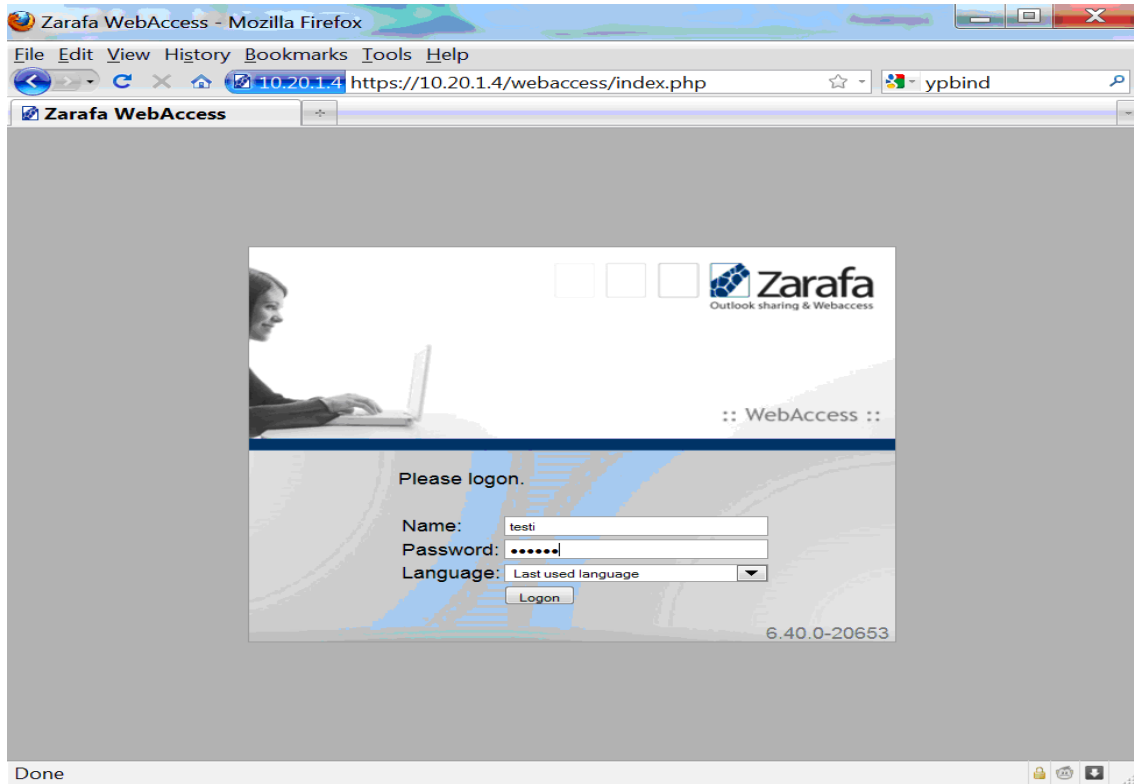 Zarafa WebAccess - Mozilla Firefox
File Edit View History Bookmarks Tools Help
10.20.1.4 https://10.20.1.4/webaccess/index.php ypbind
Zarafa WebAccess
Zarafa
Outlook sharing & Webaccess
:: WebAccess ::
Please logon.
Name: testi
Password: ••••••
Language: Last used language
Logon
6.40.0-20653
Done